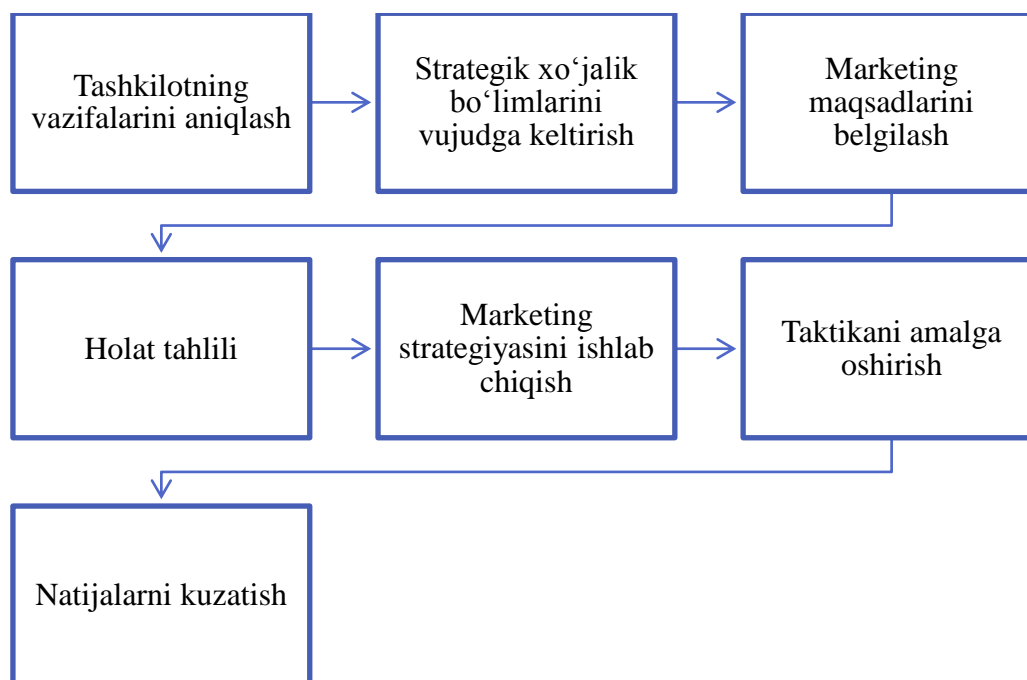 Tashkilotning
vazifalarini aniqlash
Strategik xo‘jalik
bo‘limlarini
vujudga keltirish
Marketing
maqsadlarini
belgilash
Holat tahlili
Marketing
strategiyasini ishlab
chiqish
Taktikani amalga
oshirish
Natijalarni kuzatish